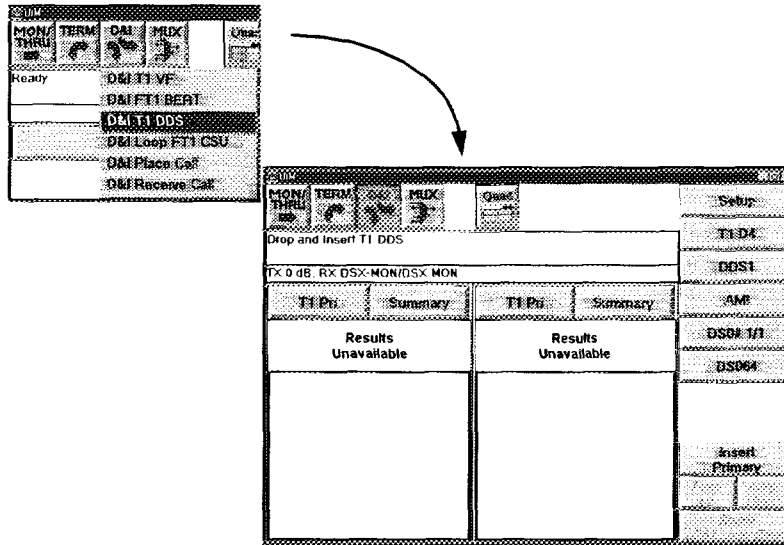 MON/ THRU TERM D&I MUX Quad
Ready
D&I T1 VF
D&I FT1 BERT
D&I T1 DDS
D&I Loop FT1 CSU
D&I Place Call
D&I Receive Call
MON/ THRU TERM D&I MUX Quad
Drop and Insert T1 DDS
TX 0 dB, RX DSX-MON/DSX MON
T1 Pri Summary T1 Pri Summary
Results
Unavailable
Results
Unavailable
Setup
T1 D4
DDS1
AMI
DS0# 1/1
DS064
Insert
Primary